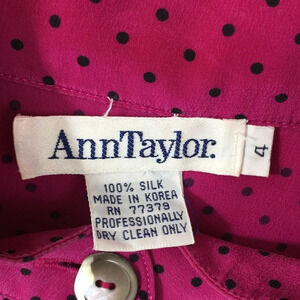 AnnTaylor.
4
100% SILK
MADE IN KOREA
RN 77379
PROFESSIONALLY
DRY CLEAN ONLY